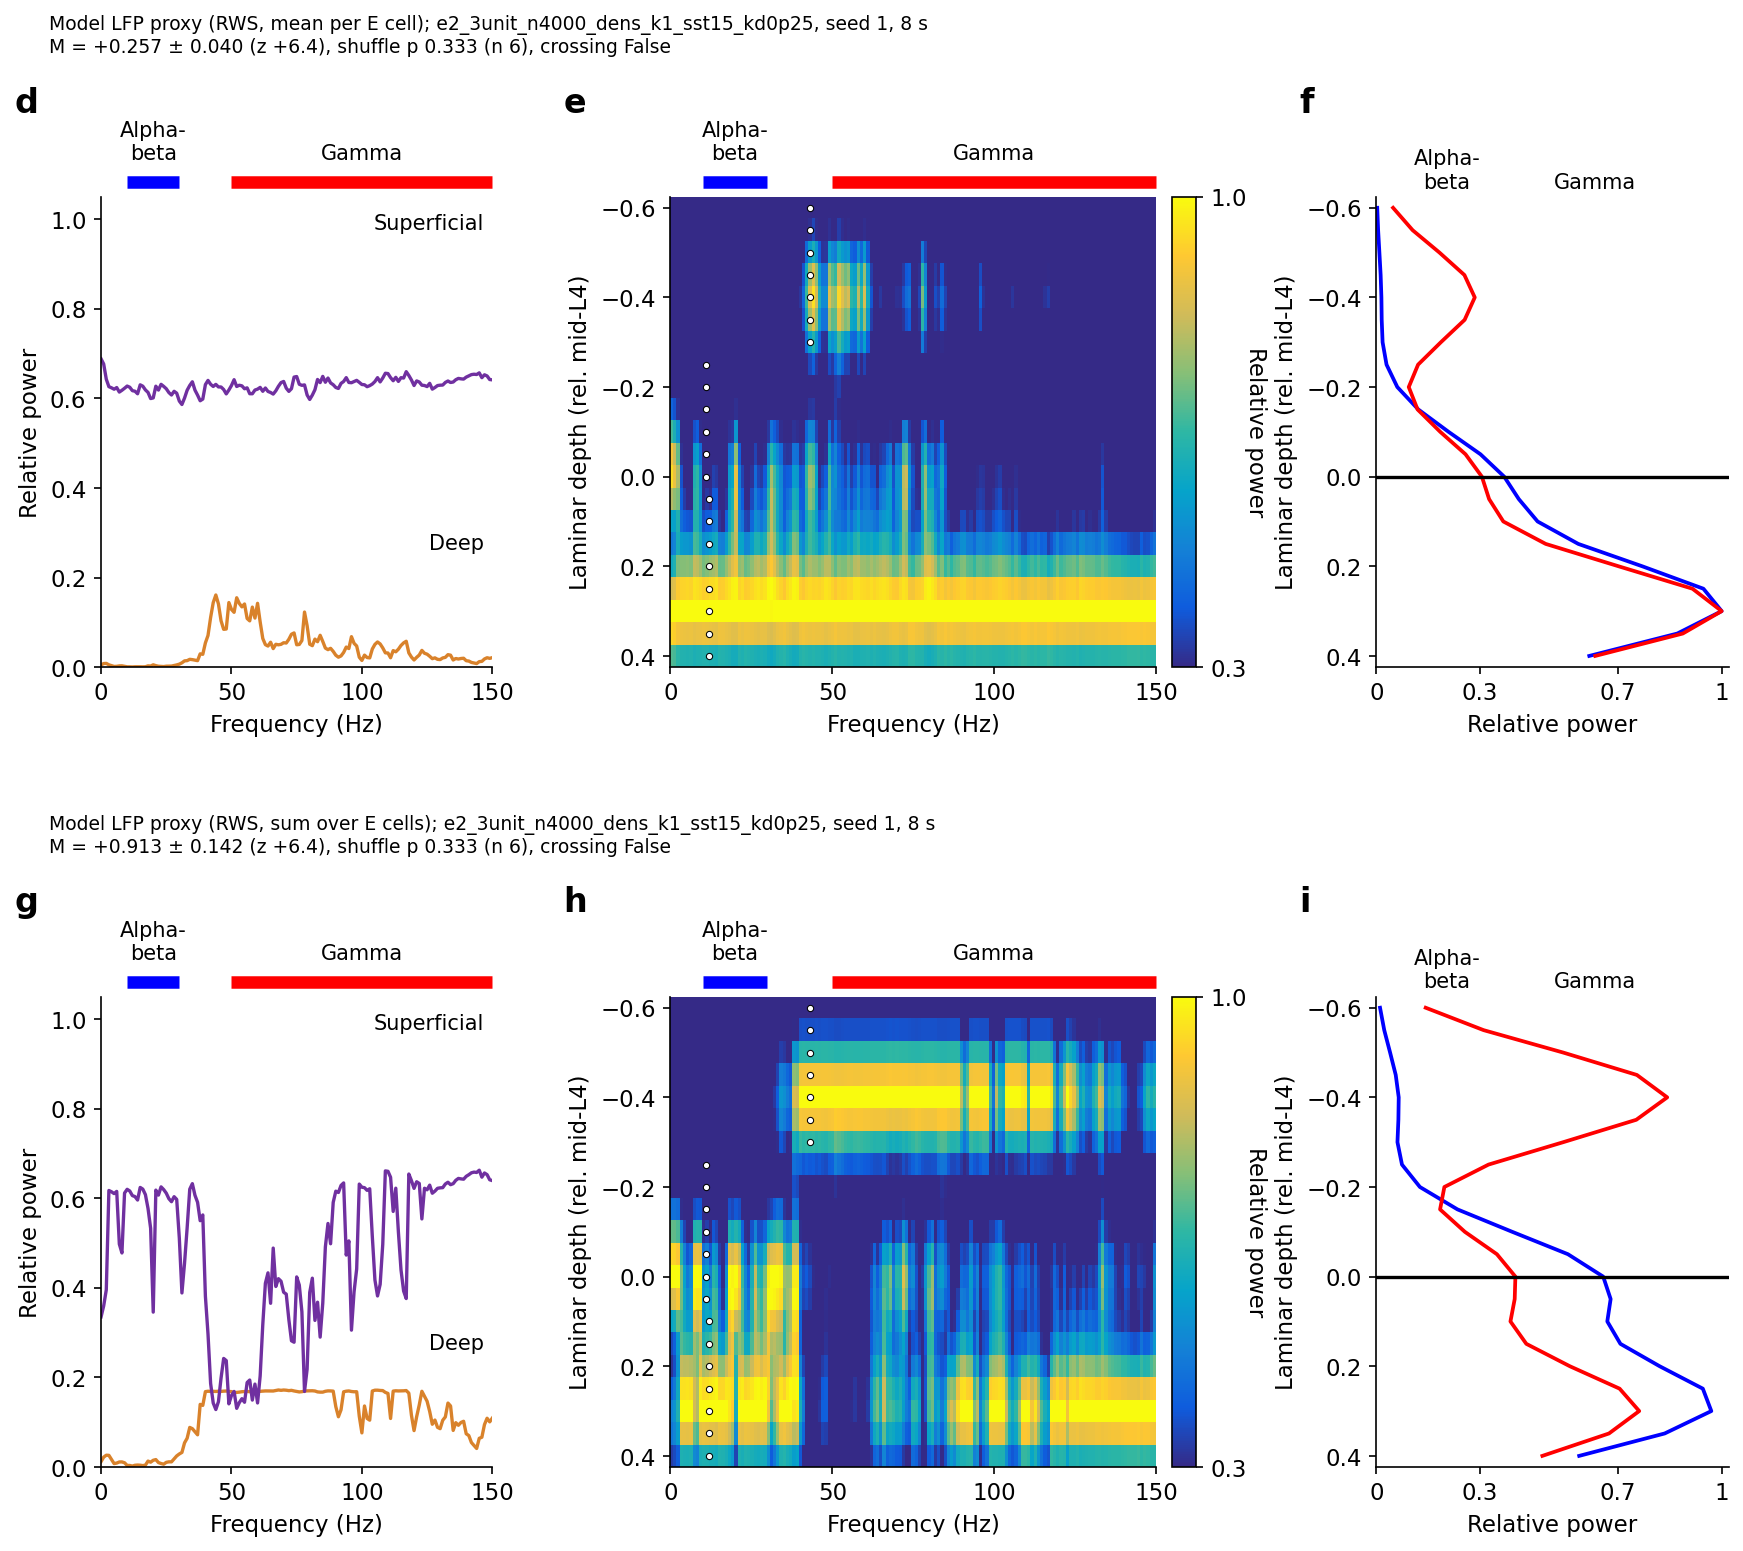 Model LFP proxy (RWS, mean per E cell); e2_3unit_n4000_dens_k1_sst15_kd0p25, seed 1, 8 s
M = +0.257 ± 0.040 (z +6.4), shuffle p 0.333 (n 6), crossing False
d
Alpha-
beta
Gamma
Superficial
Deep
1.0
0.8
0.6
0.4
0.2
0.0
Relative power
0
50
100
150
Frequency (Hz)
e
Alpha-
beta
Gamma
−0.6
−0.4
−0.2
0.0
0.2
0.4
Laminar depth (rel. mid-L4)
0
50
100
150
Frequency (Hz)
1.0
0.3
Relative power
f
Alpha-
beta
Gamma
−0.6
−0.4
−0.2
0.0
0.2
0.4
Laminar depth (rel. mid-L4)
0
0.3
0.7
1
Relative power
Model LFP proxy (RWS, sum over E cells); e2_3unit_n4000_dens_k1_sst15_kd0p25, seed 1, 8 s
M = +0.913 ± 0.142 (z +6.4), shuffle p 0.333 (n 6), crossing False
g
Alpha-
beta
Gamma
Superficial
Deep
1.0
0.8
0.6
0.4
0.2
0.0
Relative power
0
50
100
150
Frequency (Hz)
h
Alpha-
beta
Gamma
−0.6
−0.4
−0.2
0.0
0.2
0.4
Laminar depth (rel. mid-L4)
0
50
100
150
Frequency (Hz)
1.0
0.3
Relative power
i
Alpha-
beta
Gamma
−0.6
−0.4
−0.2
0.0
0.2
0.4
Laminar depth (rel. mid-L4)
0
0.3
0.7
1
Relative power